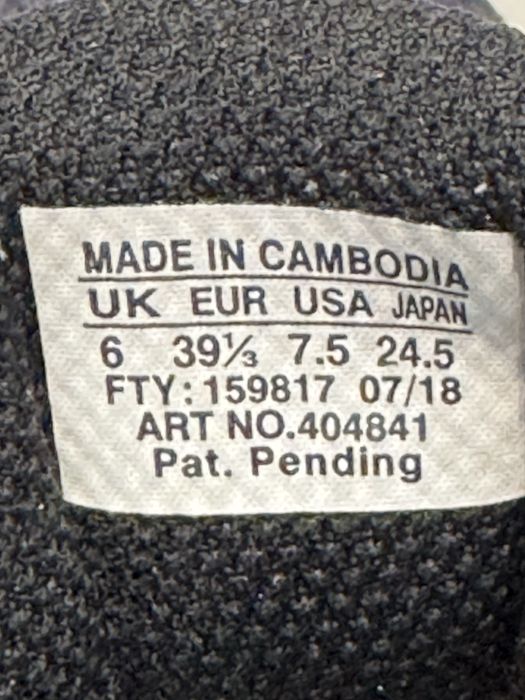 MADE IN CAMBODIA
UK EUR USA JAPAN
6 39⅓ 7.5 24.5
FTY: 159817 07/18
ART NO.404841
Pat. Pending